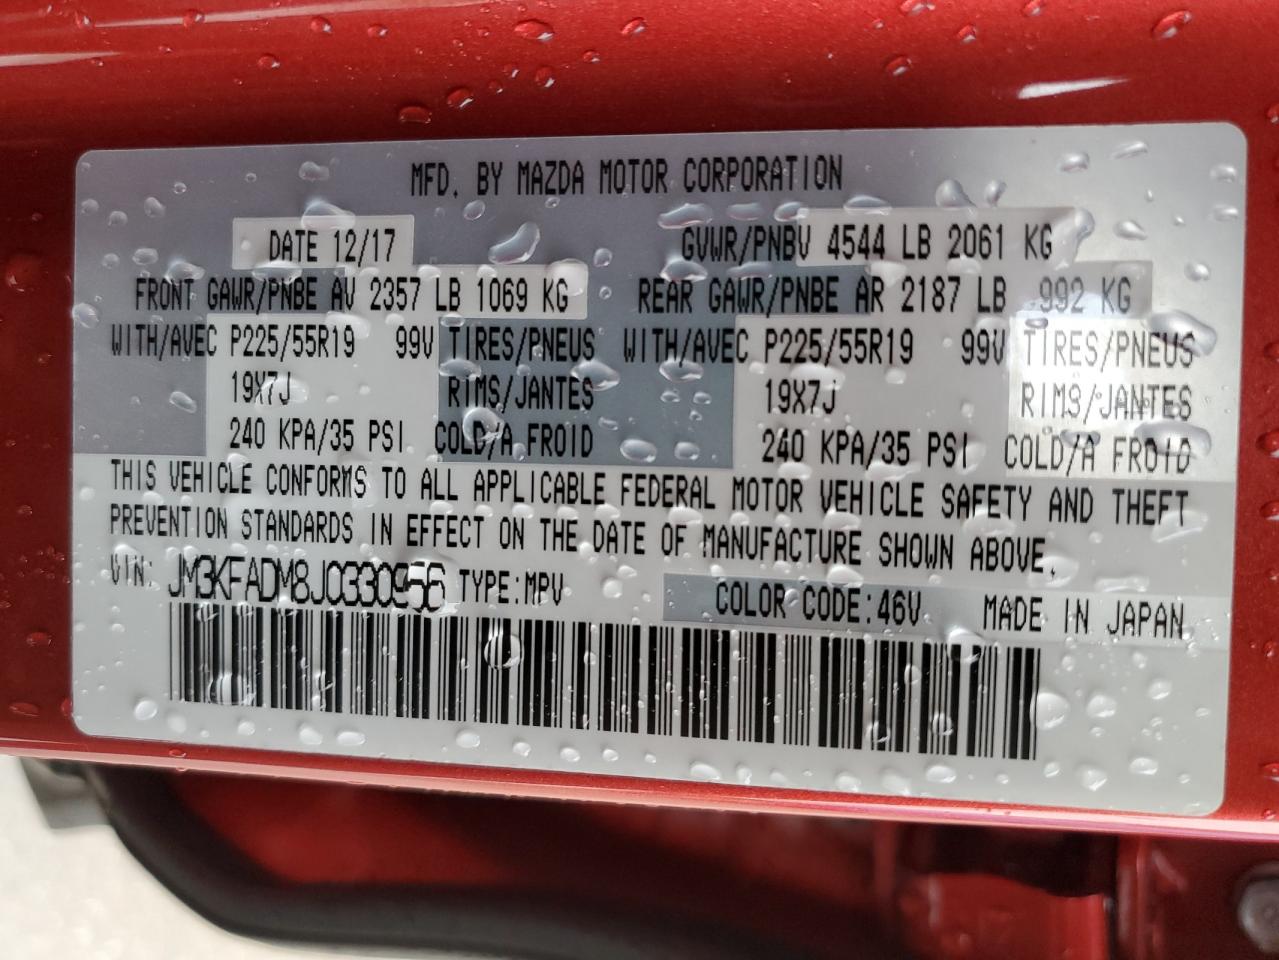 MFD. BY MAZDA MOTOR CORPORATION
DATE 12/17 GVWR/PNBV 4544 LB 2061 KG
FRONT GAWR/PNBE AV 2357 LB 1069 KG REAR GAWR/PNBE AR 2187 LB 992 KG
WITH/AVEC P225/55R19 99V TIRES/PNEUS WITH/AVEC P225/55R19 99V TIRES/PNEUS
19X7J RIMS/JANTES 19X7J RIMS/JANTES
240 KPA/35 PSI COLD/A FROID 240 KPA/35 PSI COLD/A FROID
THIS VEHICLE CONFORMS TO ALL APPLICABLE FEDERAL MOTOR VEHICLE SAFETY AND THEFT
PREVENTION STANDARDS IN EFFECT ON THE DATE OF MANUFACTURE SHOWN ABOVE.
VIN: JM3KFADM8J0330956 TYPE:MPV COLOR CODE:46V MADE IN JAPAN